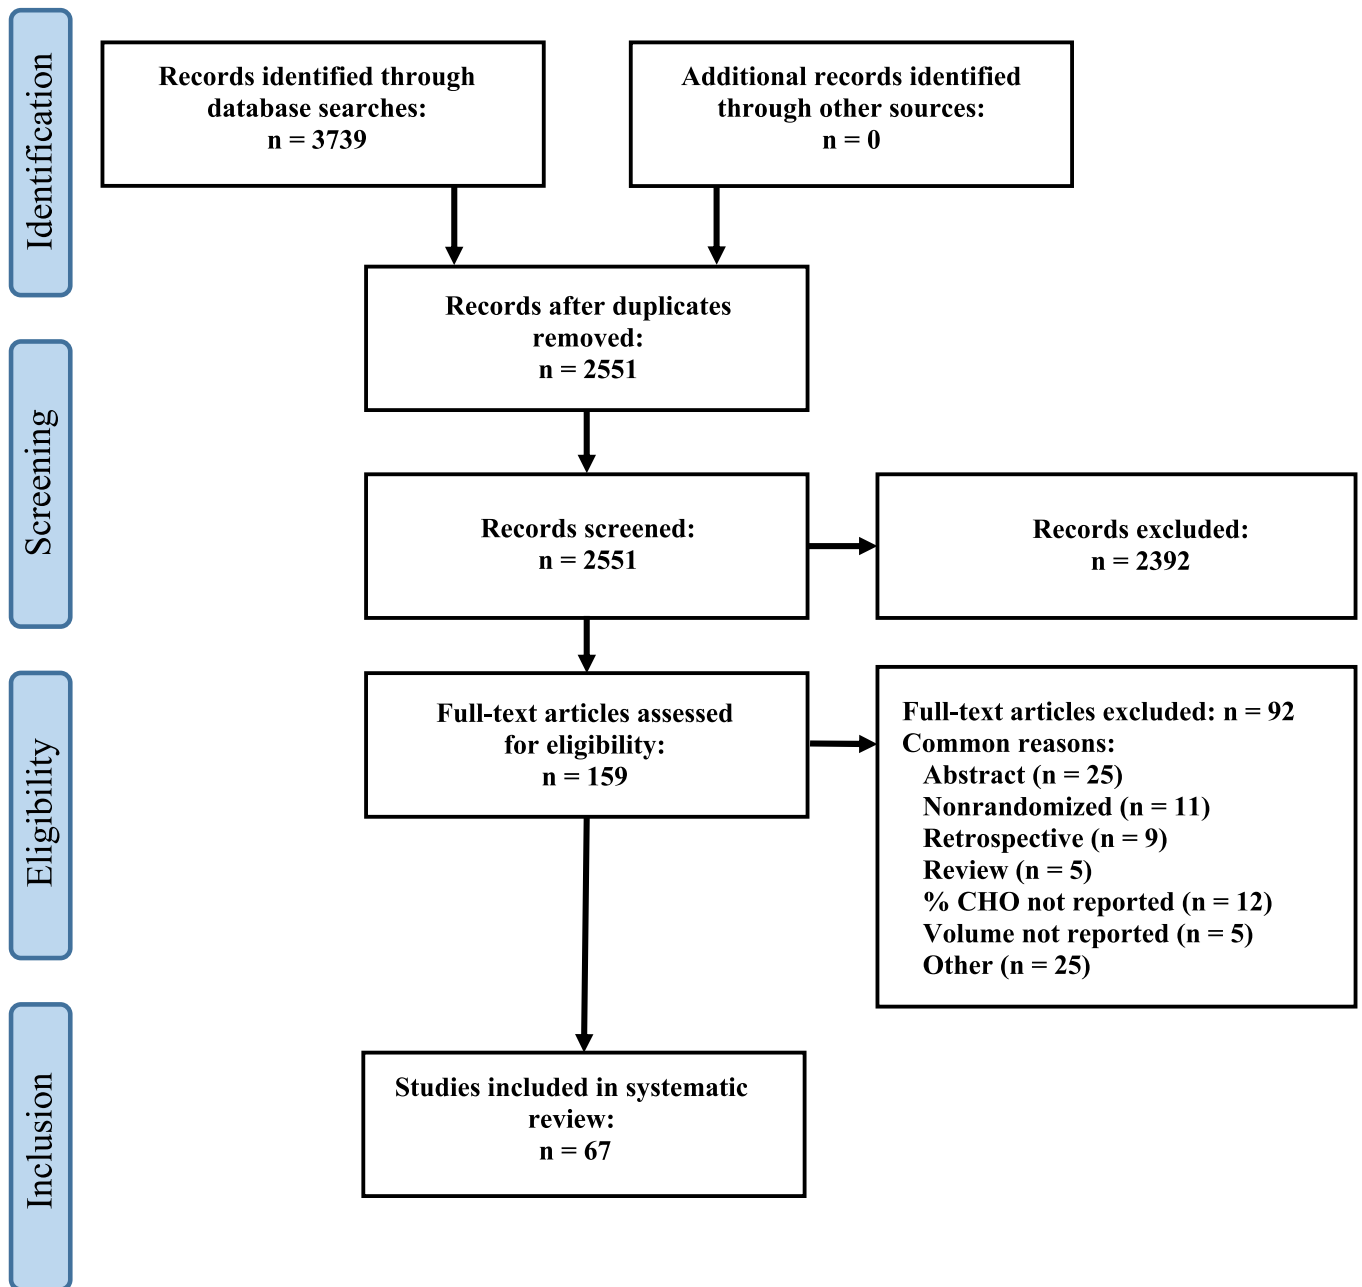 Identification
Records identified through
database searches:
n = 3739
Additional records identified
through other sources:
n = 0
Records after duplicates
removed:
n = 2551
Screening
Records screened:
n = 2551
Records excluded:
n = 2392
Eligibility
Full-text articles assessed
for eligibility:
n = 159
Full-text articles excluded: n = 92
Common reasons:
Abstract (n = 25)
Nonrandomized (n = 11)
Retrospective (n = 9)
Review (n = 5)
% CHO not reported (n = 12)
Volume not reported (n = 5)
Other (n = 25)
Inclusion
Studies included in systematic
review:
n = 67